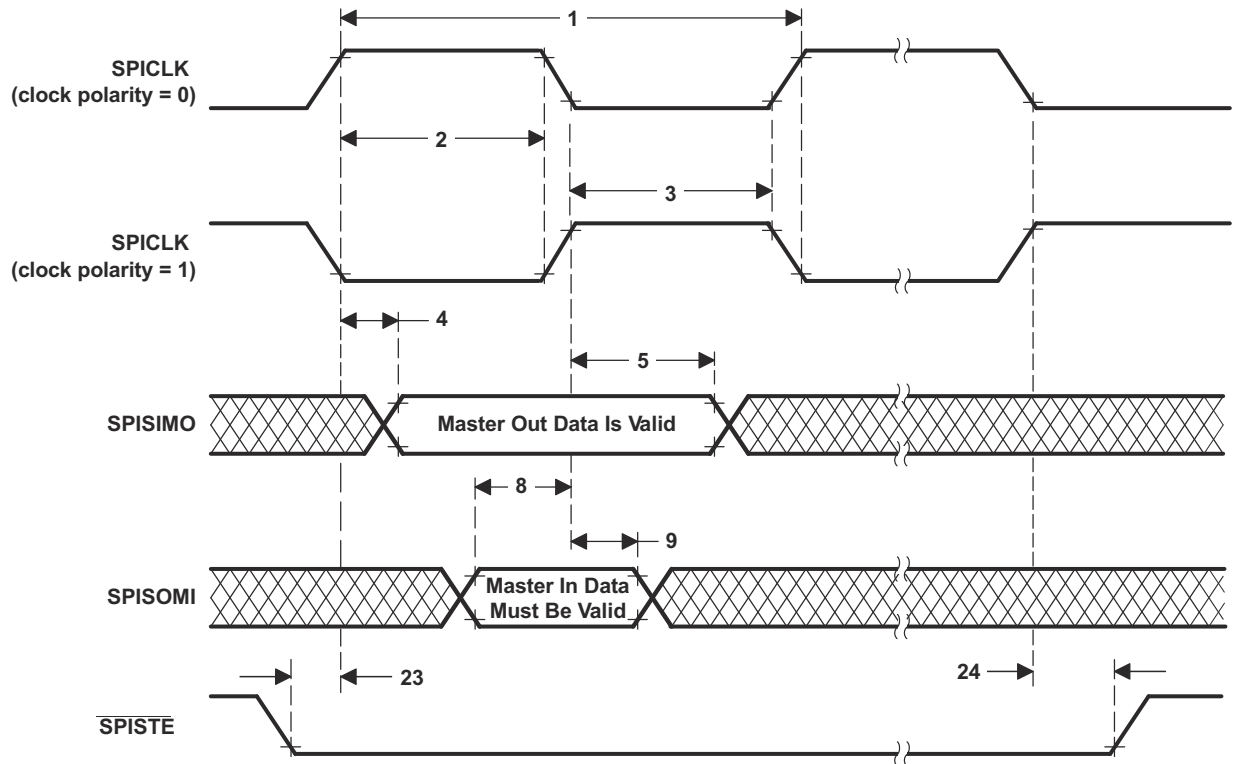 1
SPICLK
(clock polarity = 0)
2
3
SPICLK
(clock polarity = 1)
4
5
SPISIMO
Master Out Data Is Valid
8
9
SPISOMI
Master In Data
Must Be Valid
23
24
SPISTE